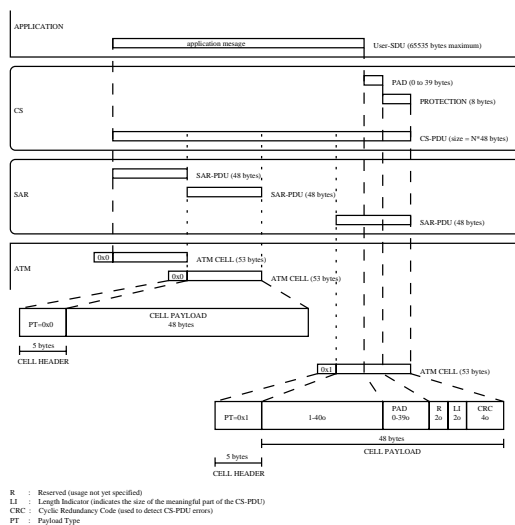 APPLICATION
application mesage
User-SDU (65535 bytes maximum)
PAD (0 to 39 bytes)
PROTECTION (8 bytes)
CS
CS-PDU (size = N*48 bytes)
SAR-PDU (48 bytes)
SAR-PDU (48 bytes)
SAR
SAR-PDU (48 bytes)
0x0
ATM CELL (53 bytes)
ATM
0x0
ATM CELL (53 bytes)
CELL PAYLOAD
PT=0x0
48 bytes
5 bytes
CELL HEADER
0x1
ATM CELL (53 bytes)
PAD R LI CRC
PT=0x1 1-40o 0-39o 2o 2o 4o
48 bytes
CELL PAYLOAD
5 bytes
CELL HEADER
R : Reserved (usage not yet specified)
LI : Length Indicator (indicates the size of the meaningful part of the CS-PDU)
CRC : Cyclic Redundancy Code (used to detect CS-PDU errors)
PT : Payload Type